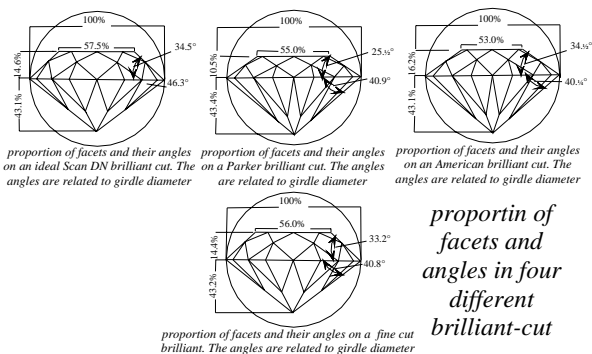 100%
57.5%
34.5°
14.6%
46.3°
43.1%
proportion of facets and their angles
on an ideal Scan DN brilliant cut. The
angles are related to girdle diameter
100%
55.0%
25.½°
10.5%
40.9°
43.4%
proportion of facets and their angles
on a Parker brilliant cut. The angles
are related to girdle diameter
100%
53.0%
34.½°
16.2%
40.¼°
43.1%
proportion of facets and their angles
on an American brilliant cut. The
angles are related to girdle diameter
100%
56.0%
33.2°
14.4%
40.8°
43.2%
proportion of facets and their angles on a fine cut
brilliant. The angles are related to girdle diameter
proportin of
facets and
angles in four
different
brilliant-cut